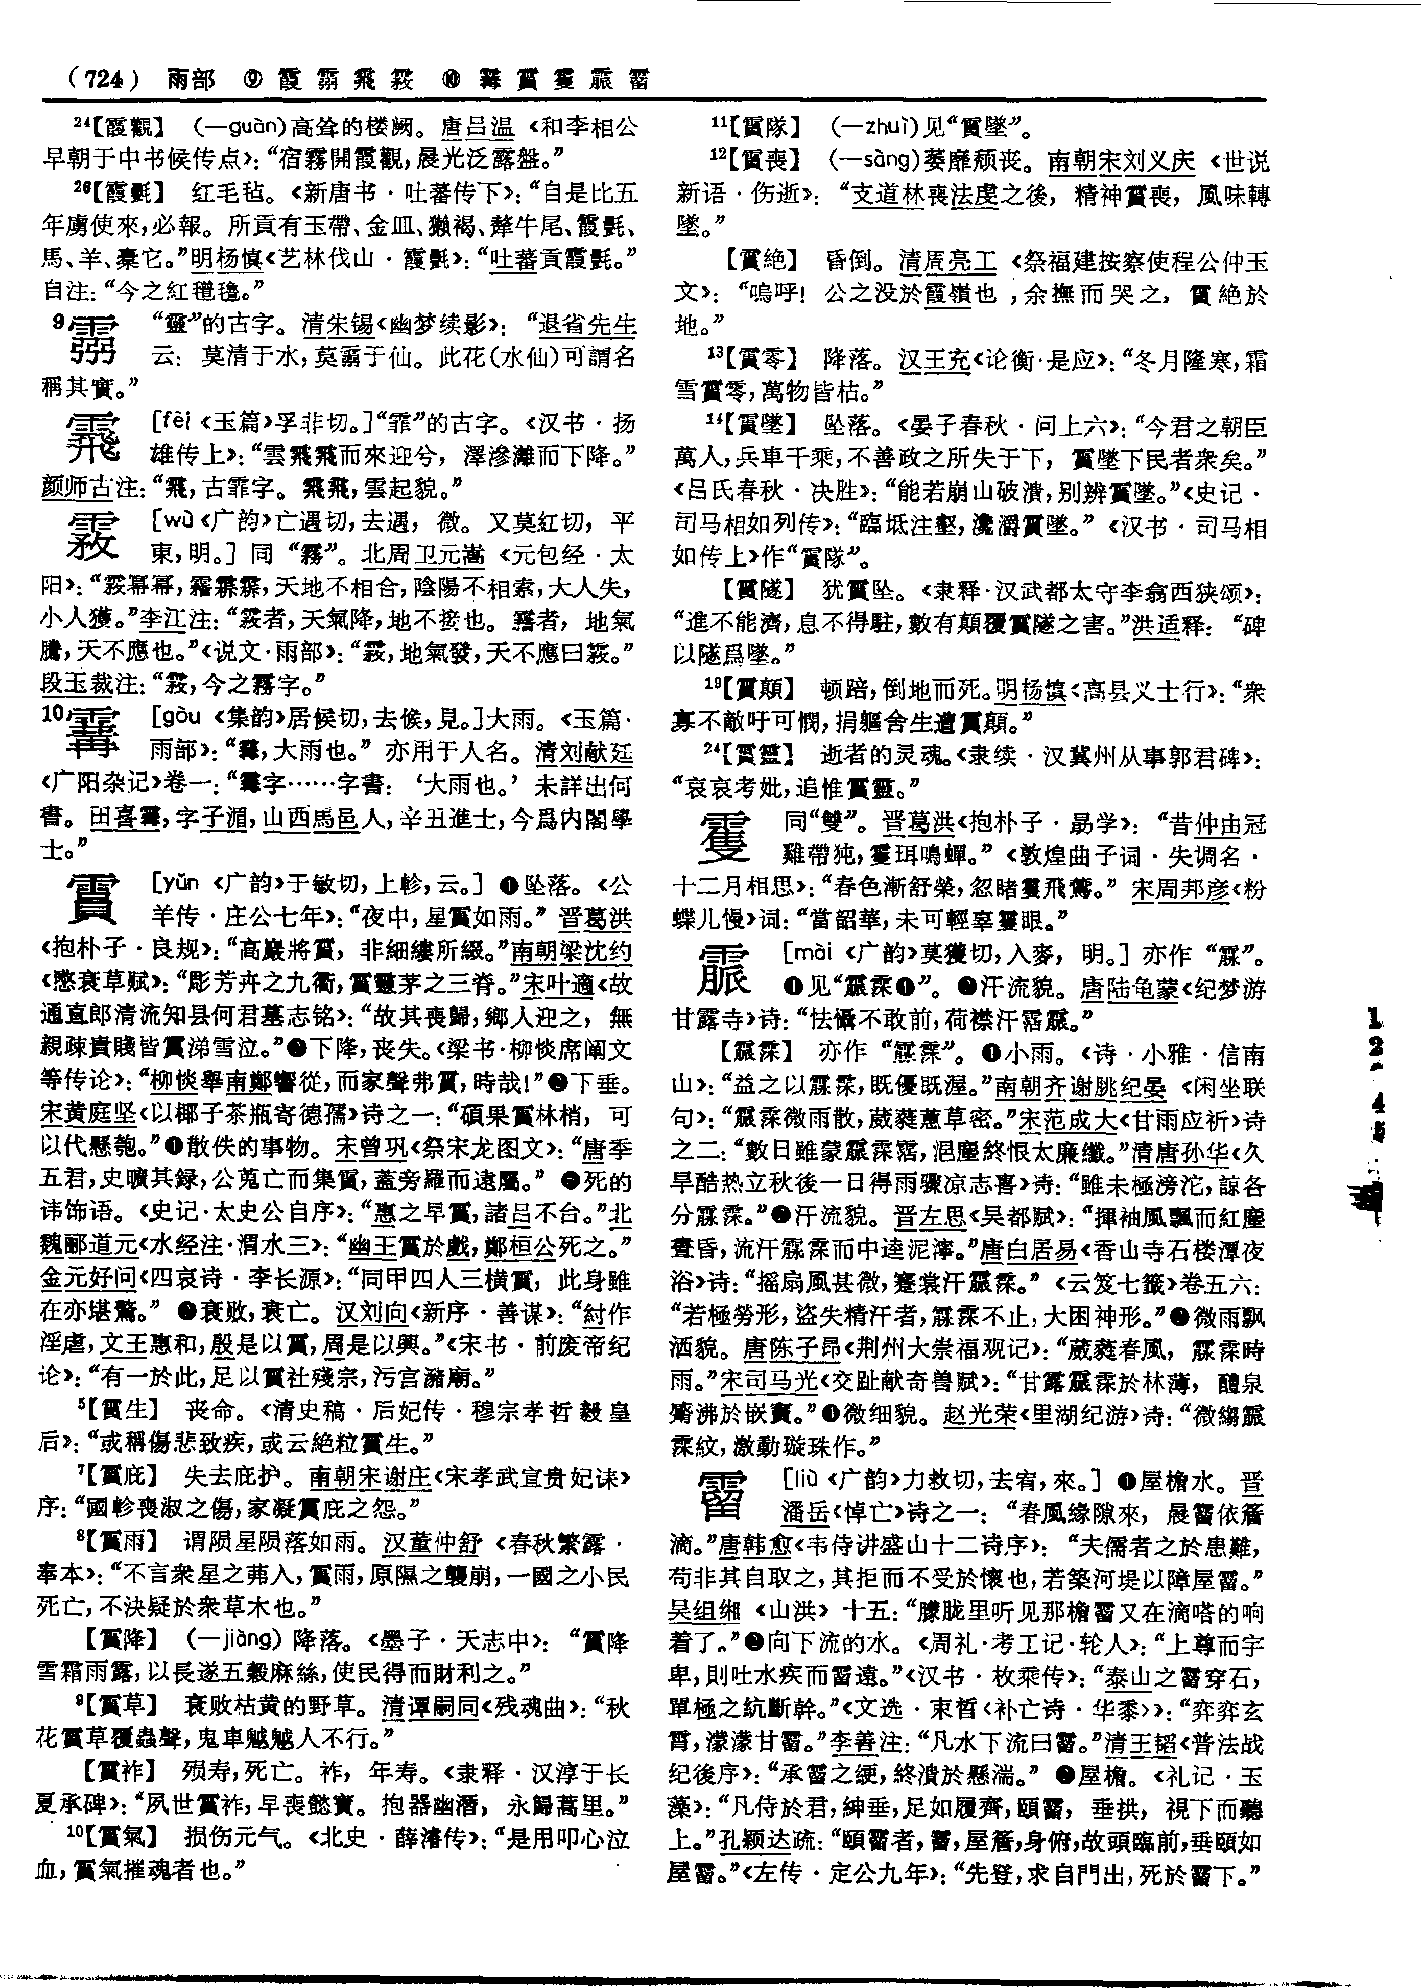 (724) 雨部 ⑨霞䨎䨾䨥 ⑩䨷霣䨥霡霤
24【霞觀】 (—guàn)高耸的楼阙。唐吕温《和李相公
早朝于中书候传点》:“宿霧開霞觀,晨光泛露盤。”
26【霞氈】 红毛毡。《新唐书·吐蕃传下》:“自是比五
年虜使來,必報。所貢有玉帶、金皿、獺褐、犛牛尾、霞氈、
馬、羊、橐它。”明杨慎《艺林伐山·霞氈》:“吐蕃貢霞氈。”
自注:“今之紅氆氌。”
9 “靈”的古字。清朱锡《幽梦续影》:“退省先生
云:莫清于水,莫靈于仙。此花(水仙)可謂名
稱其實。”
[fēi《玉篇》孚非切。]“霏”的古字。《汉书·扬
雄传上》:“雲飛飛而來迎兮,澤滲灕而下降。”
颜师古注:“飛,古霏字。飛飛,雲起貌。”
[wù《广韵》亡遇切,去遇,微。又莫紅切,平
東,明。]同“霧”。北周卫元嵩《元包经·太
阳》:“雺冪冪,霿霖霖,天地不相合,陰陽不相索,大人失,
小人獲。”李江注:“雺者,天氣降,地不接也。霿者,地氣
騰,天不應也。”《说文·雨部》:“霚,地氣發,天不應曰霚。”
段玉裁注:“霚,今之霧字。”
10 [gòu《集韵》居候切,去候,見。]大雨。《玉篇·
雨部》:“䨷,大雨也。”亦用于人名。清刘献廷
《广阳杂记》卷一:“䨷字……字書:‘大雨也。’未詳出何
書。田喜䨷,字子湄,山西馬邑人,辛丑進士,今爲内閣學
士。”
霣 [yǔn《广韵》于敏切,上軫,云。]❶坠落。《公
羊传·庄公七年》:“夜中,星霣如雨。”晋葛洪
《抱朴子·良规》:“高巖將霣,非細縷所綴。”南朝梁沈约
《愍衰草赋》:“彫芳卉之九衢,霣靈茅之三脊。”宋叶適《故
通直郎清流知县何君墓志铭》:“故其喪歸,鄉人迎之,無
親疎貴賤皆霣涕雪泣。”❷下降,丧失。《梁书·柳惔席阐文
等传论》:“柳惔舉南鄭響從,而家聲弗霣,時哉!”❸下垂。
宋黄庭坚《以椰子茶瓶寄德孺》诗之一:“碩果霣林梢,可
以代懸匏。”❹散佚的事物。宋曾巩《祭宋龙图文》:“唐季
五君,史曠其録,公蒐亡而集霣,蓋旁羅而遠屬。”❺死的
讳饰语。《史记·太史公自序》:“惠之早霣,諸呂不台。”北
魏郦道元《水经注·渭水三》:“幽王霣於戲,鄭桓公死之。”
金元好问《四哀诗·李长源》:“同甲四人三横霣,此身雖
在亦堪驚。”❻衰败,衰亡。汉刘向《新序·善谋》:“紂作
淫虐,文王惠和,殷是以霣,周是以興。”《宋书·前废帝纪
论》:“有一於此,足以霣社殘宗,污宫瀦廟。”
5【霣生】 丧命。《清史稿·后妃传·穆宗孝哲毅皇
后》:“或稱傷悲致疾,或云絶粒霣生。”
7【霣庇】 失去庇护。南朝宋谢庄《宋孝武宣贵妃诔》
序:“國軫喪淑之傷,家凝霣庇之怨。”
8【霣雨】 谓陨星陨落如雨。汉董仲舒《春秋繁露·
奉本》:“不言衆星之茀入,霣雨,原隰之襲崩,一國之小民
死亡,不決疑於衆草木也。”
【霣降】 (—jiàng)降落。《墨子·天志中》:“霣降
雪霜雨露,以長遂五穀麻絲,使民得而財利之。”
9【霣草】 衰败枯黄的野草。清谭嗣同《残魂曲》:“秋
花霣草覆蟲聲,鬼車魆魆人不行。”
【霣祚】 殒寿,死亡。祚,年寿。《隶释·汉淳于长
夏承碑》:“夙世霣祚,早喪懿寶。抱器幽潛,永歸蒿里。”
10【霣氣】 损伤元气。《北史·薛濬传》:“是用叩心泣
血,霣氣摧魂者也。”
11【霣隊】 (—zhuì)见“霣墜”。
12【霣喪】 (—sàng)萎靡颓丧。南朝宋刘义庆《世说
新语·伤逝》:“支道林喪法虔之後,精神霣喪,風味轉
墜。”
【霣絶】 昏倒。清周亮工《祭福建按察使程公仲玉
文》:“嗚呼!公之没於霞嶺也,余撫而哭之,霣絶於
地。”
13【霣零】 降落。汉王充《论衡·是应》:“冬月隆寒,霜
雪霣零,萬物皆枯。”
14【霣墜】 坠落。《晏子春秋·问上六》:“今君之朝臣
萬人,兵車千乘,不善政之所失于下,霣墜下民者衆矣。”
《吕氏春秋·决胜》:“能若崩山破潰,别辨霣墜。”《史记·
司马相如列传》:“臨坻注壑,瀺灂霣墜。”《汉书·司马相
如传上》作“霣隊”。
【霣隧】 犹霣坠。《隶释·汉武都太守李翕西狭颂》:
“進不能濟,息不得駐,數有顛覆霣隧之害。”洪适释:“碑
以隧爲墜。”
19【霣顛】 顿踣,倒地而死。明杨慎《高县义士行》:“衆
寡不敵吁可憫,捐軀舍生遭霣顛。”
24【霣靈】 逝者的灵魂。《隶续·汉冀州从事郭君碑》:
“哀哀考妣,追惟霣靈。”
同“雙”。晋葛洪《抱朴子·勗学》:“昔仲由冠
雞帶㹠,霻珥鳴蟬。”《敦煌曲子词·失调名·
十二月相思》:“春色漸舒榮,忽睹雙飛鶯。”宋周邦彦《粉
蝶儿慢》词:“當韶華,未可輕辜雙眼。”
霡 [mài《广韵》莫獲切,入麥,明。]亦作“霢”。
❶见“霡霂❶”。❷汗流貌。唐陆龟蒙《纪梦游
甘露寺》诗:“怯懾不敢前,荷襟汗霑霡。”
【霡霂】 亦作“霢霂”。❶小雨。《诗·小雅·信南
山》:“益之以霢霂,既優既渥。”南朝齐谢朓纪晏《闲坐联
句》:“霡霂微雨散,葳蕤蕙草密。”宋范成大《甘雨应祈》诗
之二:“數日雖蒙霡霂霑,浥塵終恨太廉纖。”清唐孙华《久
旱酷热立秋後一日得雨骤凉志喜》诗:“雖未極滂沱,諒各
分霢霂。”❷汗流貌。晋左思《吴都赋》:“揮袖風飄而紅塵
晝昏,流汗霢霂而中逵泥濘。”唐白居易《香山寺石楼潭夜
浴》诗:“摇扇風甚微,蹇裳汗霡霂。”《云笈七籤》卷五六:
“若極勞形,盗失精汗者,霢霂不止,大困神形。”❸微雨飘
洒貌。唐陈子昂《荆州大崇福观记》:“葳蕤春風,霢霂時
雨。”宋司马光《交趾献奇兽赋》:“甘露霡霂於林薄,醴泉
觱沸於嵌竇。”❹微细貌。赵光荣《里湖纪游》诗:“微縐霡
霂紋,激動璇珠作。”
霤 [liù《广韵》力救切,去宥,來。]❶屋檐水。晋
潘岳《悼亡》诗之一:“春風緣隙來,晨霤依簷
滴。”唐韩愈《韦侍讲盛山十二诗序》:“夫儒者之於患難,
苟非其自取之,其拒而不受於懷也,若築河堤以障屋霤。”
吴组缃《山洪》十五:“朦胧里听见那檐霤又在滴嗒的响
着了。”❷向下流的水。《周礼·考工记·轮人》:“上尊而宇
卑,則吐水疾而霤遠。”《汉书·枚乘传》:“泰山之霤穿石,
單極之統斷幹。”《文选·束晳〈补亡诗·华黍〉》:“弈弈玄
霄,濛濛甘霤。”李善注:“凡水下流曰霤。”清王韬《普法战
纪後序》:“承霤之綆,終潰於懸湍。”❸屋檐。《礼记·玉
藻》:“凡侍於君,紳垂,足如履齊,頤霤,垂拱,視下而聽
上。”孔颖达疏:“頤霤者,霤,屋簷,身俯,故頭臨前,垂頤如
屋霤。”《左传·定公九年》:“先登,求自門出,死於霤下。”